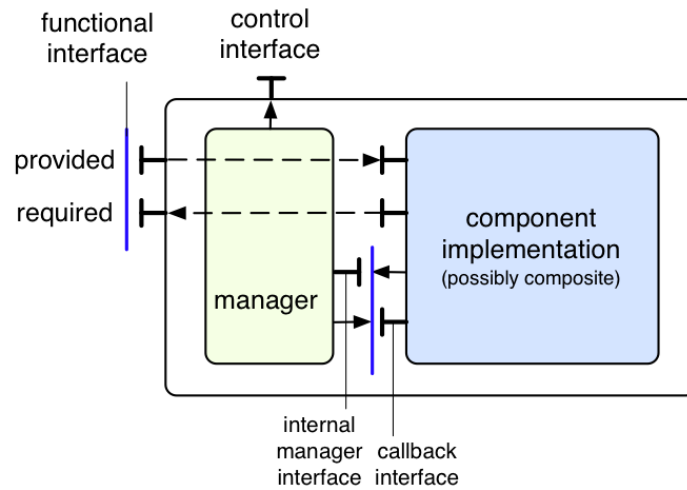 functional
interface
control
interface
provided
required
component
implementation
(possibly composite)
manager
internal
manager
interface
callback
interface